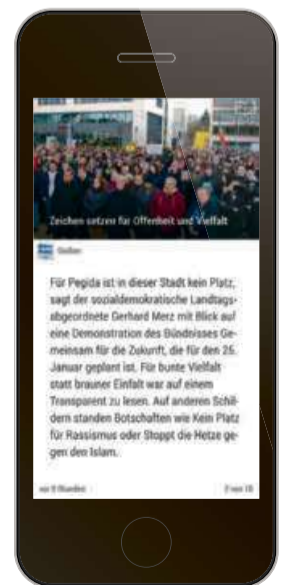 Zeichen setzen für Offenheit und Vielfalt
Gießen
Für Pegida ist in dieser Stadt kein Platz,
sagt der sozialdemokratische Landtags-
abgeordnete Gerhard Merz mit Blick auf
eine Demonstration des Bündnisses Ge-
meinsam für die Zukunft, die für den 26.
Januar geplant ist. Für bunte Vielfalt
statt brauner Einfalt war auf einem
Transparent zu lesen. Auf anderen Schil-
dern standen Botschaften wie Kein Platz
für Rassismus oder Stoppt die Hetze ge-
gen den Islam.
vor 9 Stunden